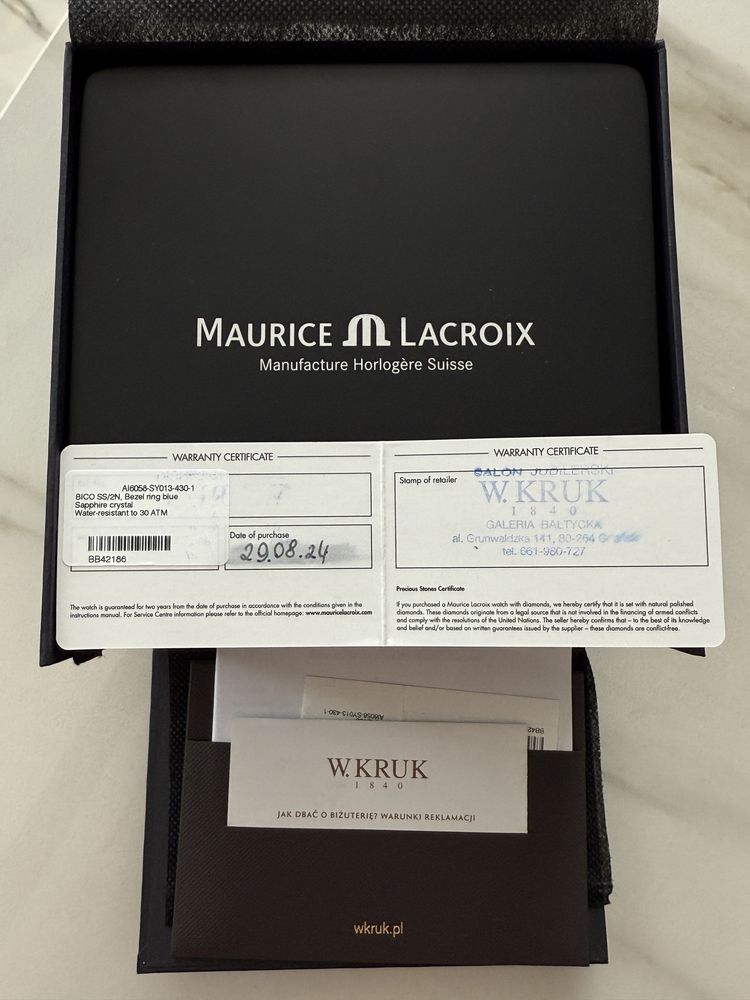 MAURICE LACROIX
Manufacture Horlogère Suisse
WARRANTY CERTIFICATE
AI6058-SY013-430-1
BICO SS/2N, Bezel ring blue
Sapphire crystal
Water-resistant to 30 ATM
BB42186
Date of purchase
29.08.24
The watch is guaranteed for two years from the date of purchase in accordance with the conditions given in the
instructions manual. For Service Centre information please refer to the official homepage: www.mauricelacroix.com
WARRANTY CERTIFICATE
Stamp of retailer
SALON JUBILERSKI
W. KRUK
1840
GALERIA BAŁTYCKA
al. Grunwaldzka 141, 80-264
tel. 661-980-727
Precious Stones Certificate
If you purchased a Maurice Lacroix watch with diamonds, we hereby certify that it is set with natural polished
diamonds. These diamonds originate from a legal source that is not involved in the financing of armed conflicts
and comply with the resolutions of the United Nations. The seller hereby confirms that – to the best of its knowledge
and belief and/or based on written guarantees issued by the supplier – these diamonds are conflict-free.
AI6058-SY013-430-1
BB42
W.KRUK
1840
JAK DBAĆ O BIŻUTERIĘ? WARUNKI REKLAMACJI
wkruk.pl